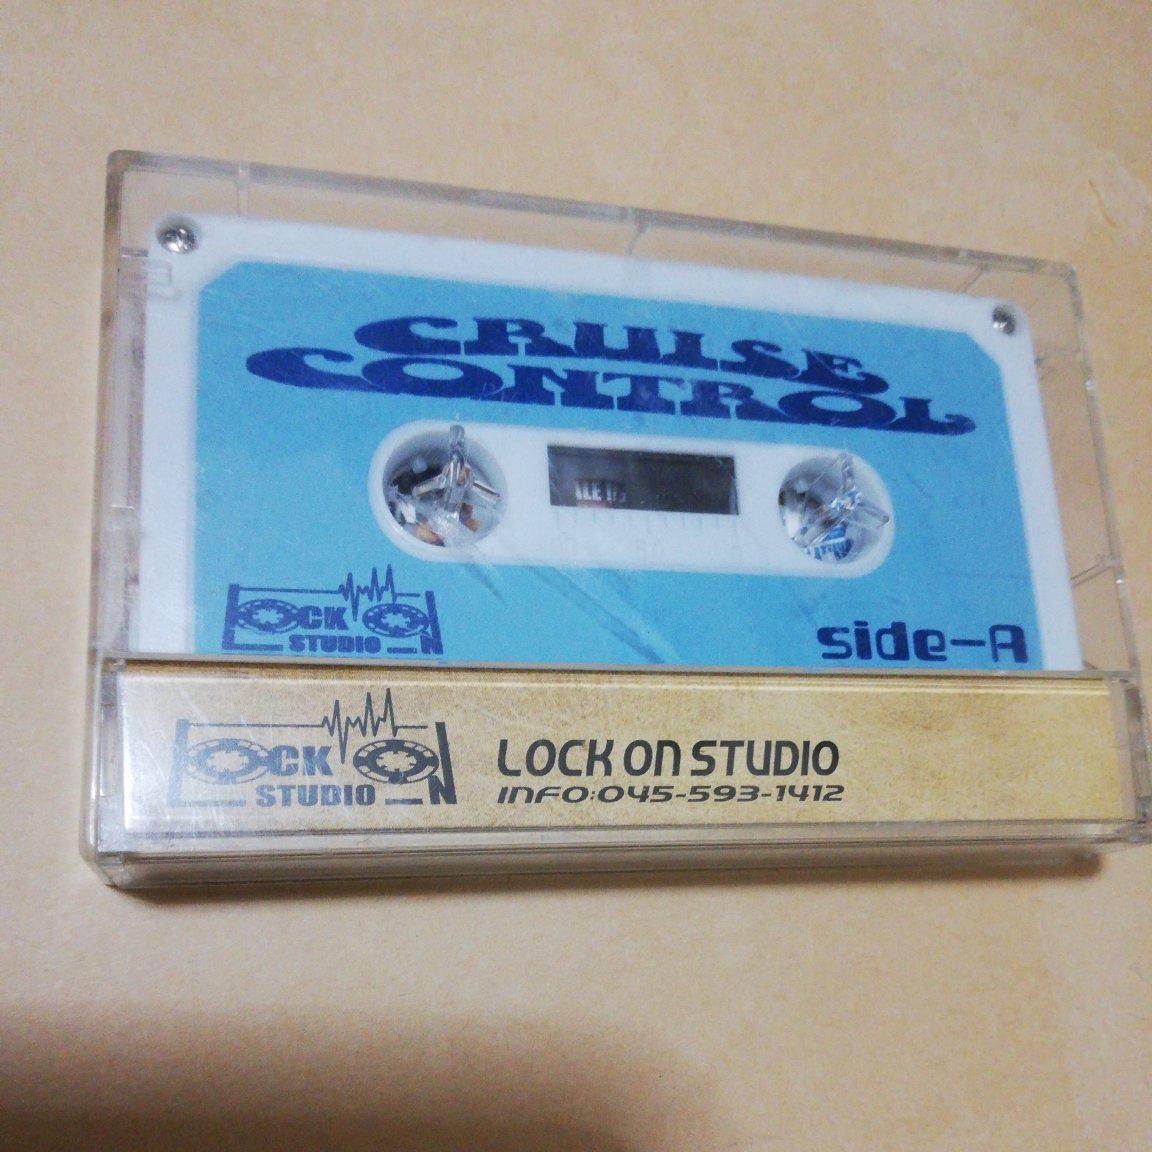 CRUISE
CONTROL
LOCK ON
STUDIO
side-A
LOCK ON
STUDIO
LOCK ON STUDIO
INFO:045-593-1412